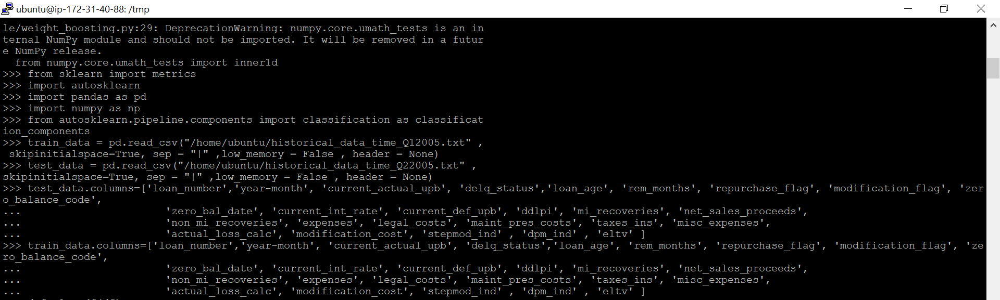 ubuntu@ip-172-31-40-88: /tmp
le/weight_boosting.py:29: DeprecationWarning: numpy.core.umath_tests is an in
ternal NumPy module and should not be imported. It will be removed in a futur
e NumPy release.
  from numpy.core.umath_tests import inner1d
>>> from sklearn import metrics
>>> import autosklearn
>>> import pandas as pd
>>> import numpy as np
>>> from autosklearn.pipeline.components import classification as classificat
ion_components
>>> train_data = pd.read_csv("/home/ubuntu/historical_data_time_Q12005.txt" ,
 skipinitialspace=True, sep = "|" ,low_memory = False , header = None)
>>> test_data = pd.read_csv("/home/ubuntu/historical_data_time_Q22005.txt" ,
skipinitialspace=True, sep = "|" ,low_memory = False , header = None)
>>> test_data.columns=['loan_number','year-month', 'current_actual_upb', 'delq_status','loan_age', 'rem_months', 'repurchase_flag', 'modification_flag', 'zer
o_balance_code',
...                       'zero_bal_date', 'current_int_rate', 'current_def_upb', 'ddlpi', 'mi_recoveries', 'net_sales_proceeds',
...                       'non_mi_recoveries', 'expenses', 'legal_costs', 'maint_pres_costs', 'taxes_ins', 'misc_expenses',
...                       'actual_loss_calc', 'modification_cost', 'stepmod_ind' , 'dpm_ind' , 'eltv' ]
>>> train_data.columns=['loan_number','year-month', 'current_actual_upb', 'delq_status','loan_age', 'rem_months', 'repurchase_flag', 'modification_flag', 'ze
ro_balance_code',
...                       'zero_bal_date', 'current_int_rate', 'current_def_upb', 'ddlpi', 'mi_recoveries', 'net_sales_proceeds',
...                       'non_mi_recoveries', 'expenses', 'legal_costs', 'maint_pres_costs', 'taxes_ins', 'misc_expenses',
...                       'actual_loss_calc', 'modification_cost', 'stepmod_ind' , 'dpm_ind' , 'eltv' ]